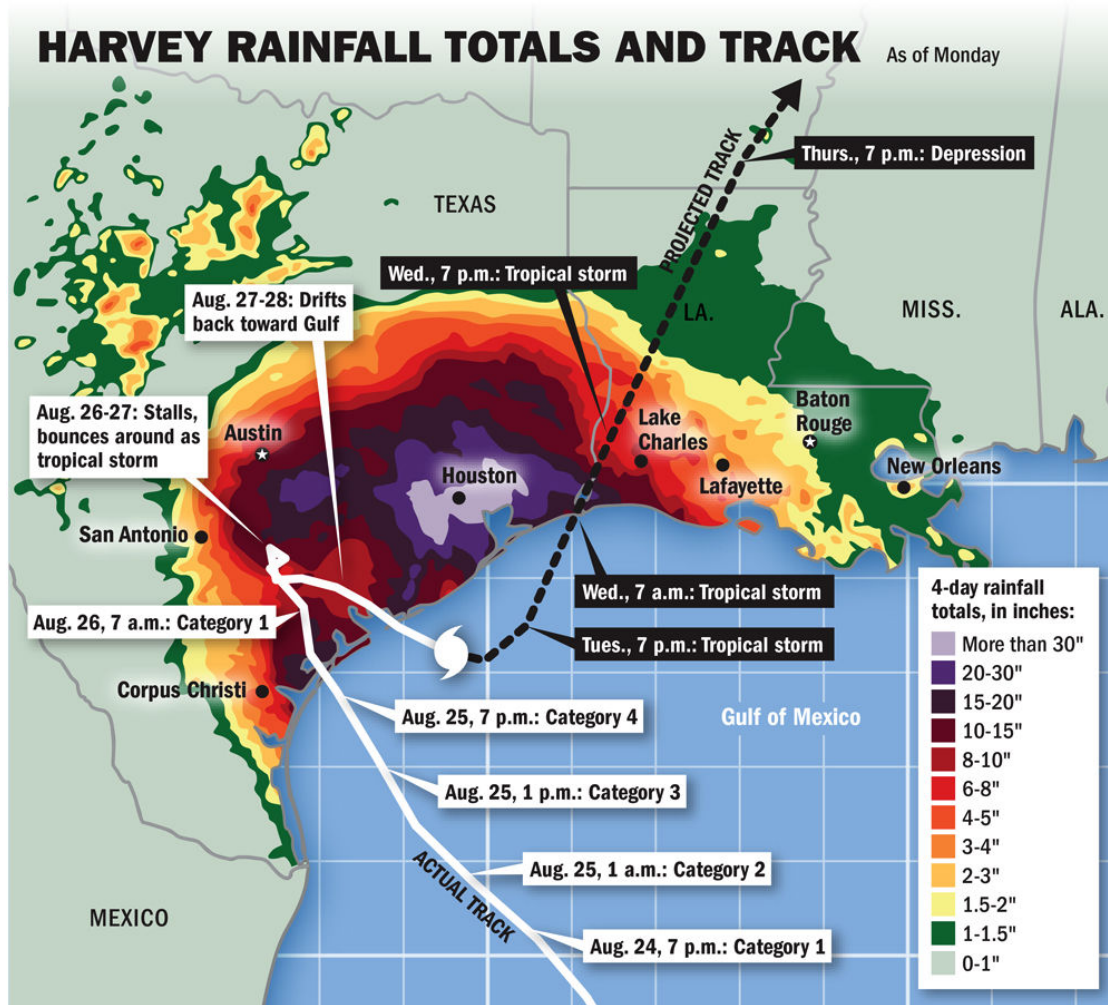 HARVEY RAINFALL TOTALS AND TRACK
As of Monday
Thurs., 7 p.m.: Depression
PROJECTED TRACK
TEXAS
Wed., 7 p.m.: Tropical storm
Aug. 27-28: Drifts
back toward Gulf
LA.
MISS.
ALA.
Aug. 26-27: Stalls,
bounces around as
tropical storm
Austin
Lake
Charles
Baton
Rouge
Houston
Lafayette
New Orleans
San Antonio
Aug. 26, 7 a.m.: Category 1
Wed., 7 a.m.: Tropical storm
Tues., 7 p.m.: Tropical storm
Corpus Christi
Aug. 25, 7 p.m.: Category 4
Gulf of Mexico
Aug. 25, 1 p.m.: Category 3
Aug. 25, 1 a.m.: Category 2
ACTUAL TRACK
MEXICO
Aug. 24, 7 p.m.: Category 1
4-day rainfall
totals, in inches:
More than 30"
20-30"
15-20"
10-15"
8-10"
6-8"
4-5"
3-4"
2-3"
1.5-2"
1-1.5"
0-1"